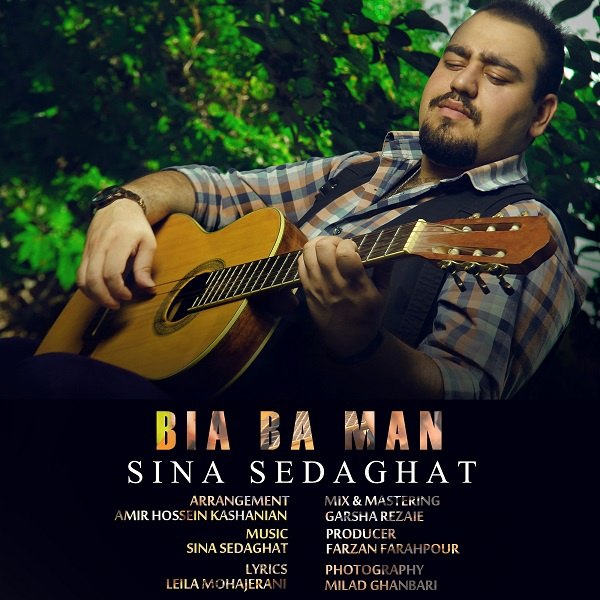 BIA BA MAN
SINA SEDAGHAT
ARRANGEMENT
AMIR HOSSEIN KASHANIAN
MUSIC
SINA SEDAGHAT
LYRICS
LEILA MOHAJERANI
MIX & MASTERING
GARSHA REZAIE
PRODUCER
FARZAN FARAHPOUR
PHOTOGRAPHY
MILAD GHANBARI